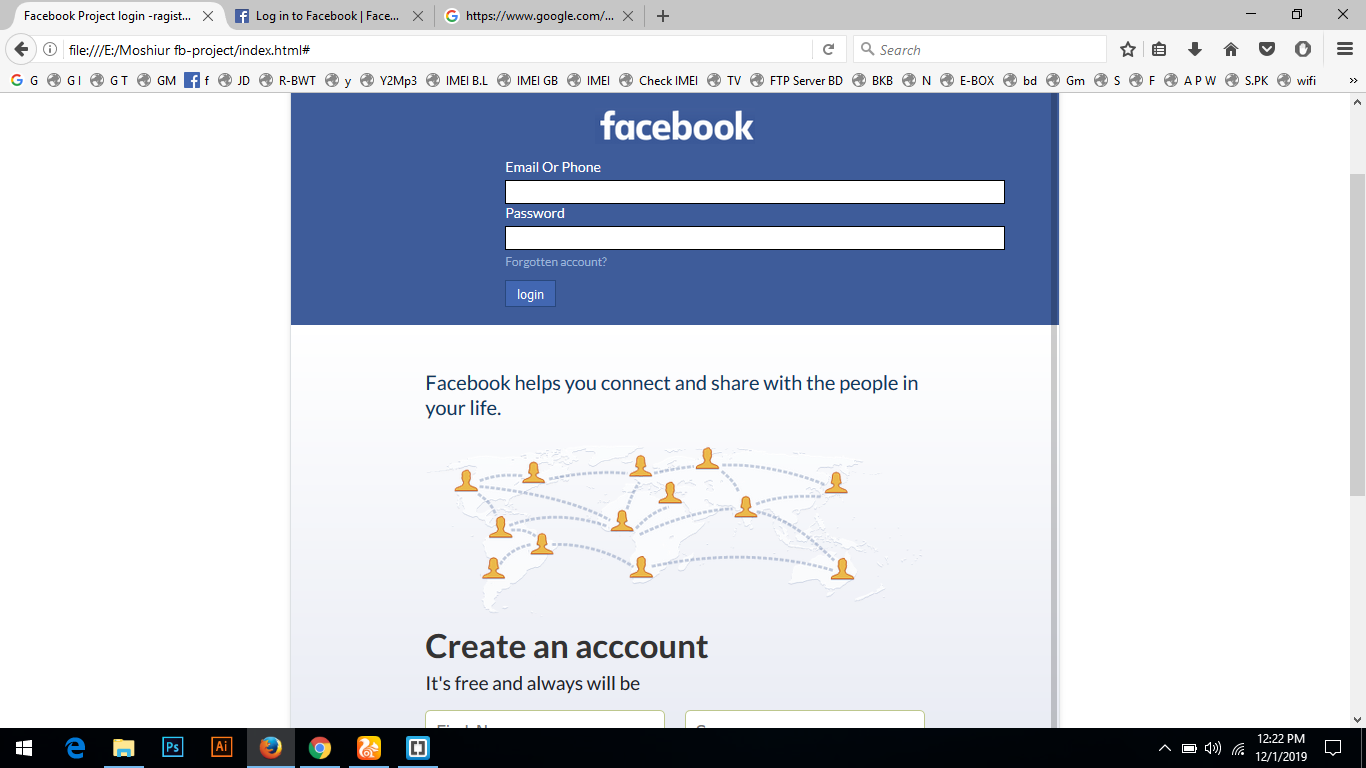 Facebook Project login -ragist...
Log in to Facebook | Face...
https://www.google.com/...
file:///E:/Moshiur fb-project/index.html#
Search
G G G I G T GM f JD R-BWT y Y2Mp3 IMEI B.L IMEI GB IMEI Check IMEI TV FTP Server BD BKB N E-BOX bd Gm S F A P W S.PK wifi
facebook
Email Or Phone
Password
Forgotten account?
login
Facebook helps you connect and share with the people in
your life.
Create an acccount
It's free and always will be
Ps Ai
12:22 PM
12/1/2019